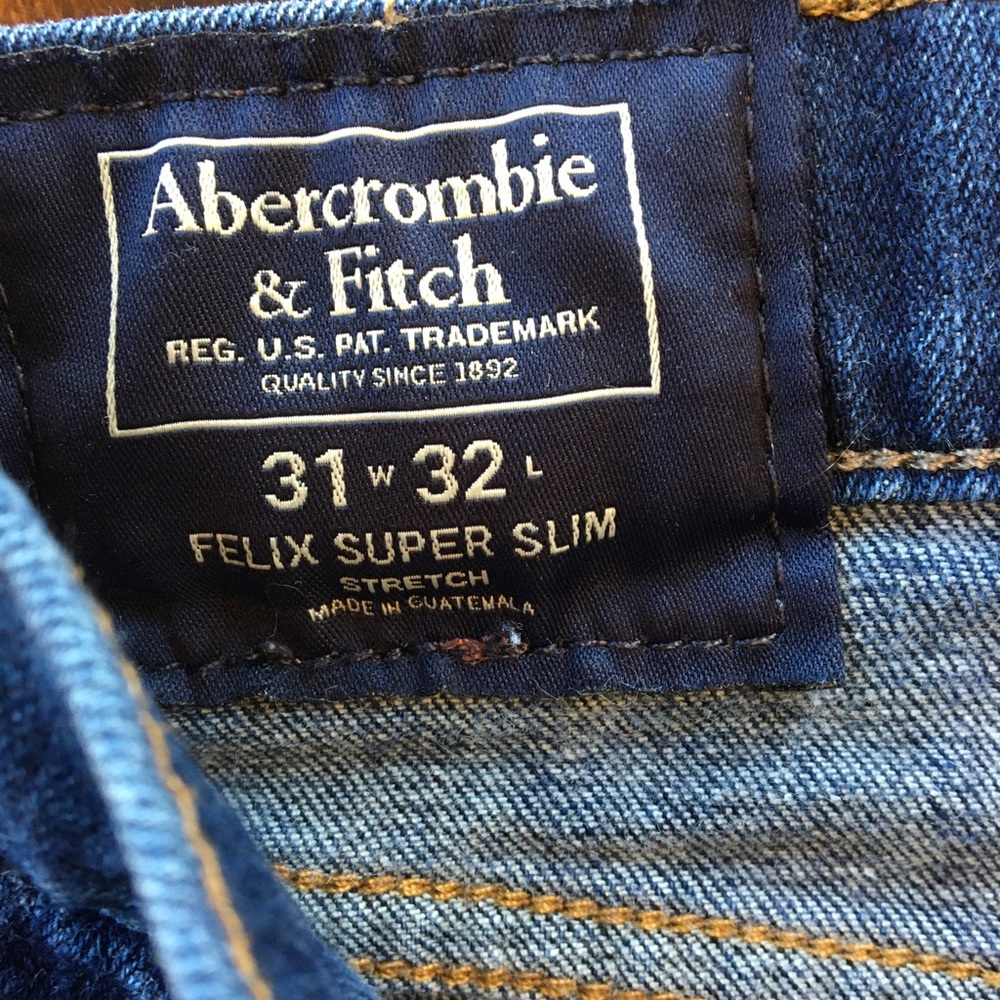 Abercrombie
& Fitch
REG. U.S. PAT. TRADEMARK
QUALITY SINCE 1892
31 W 32 L
FELIX SUPER SLIM
STRETCH
MADE IN GUATEMALA